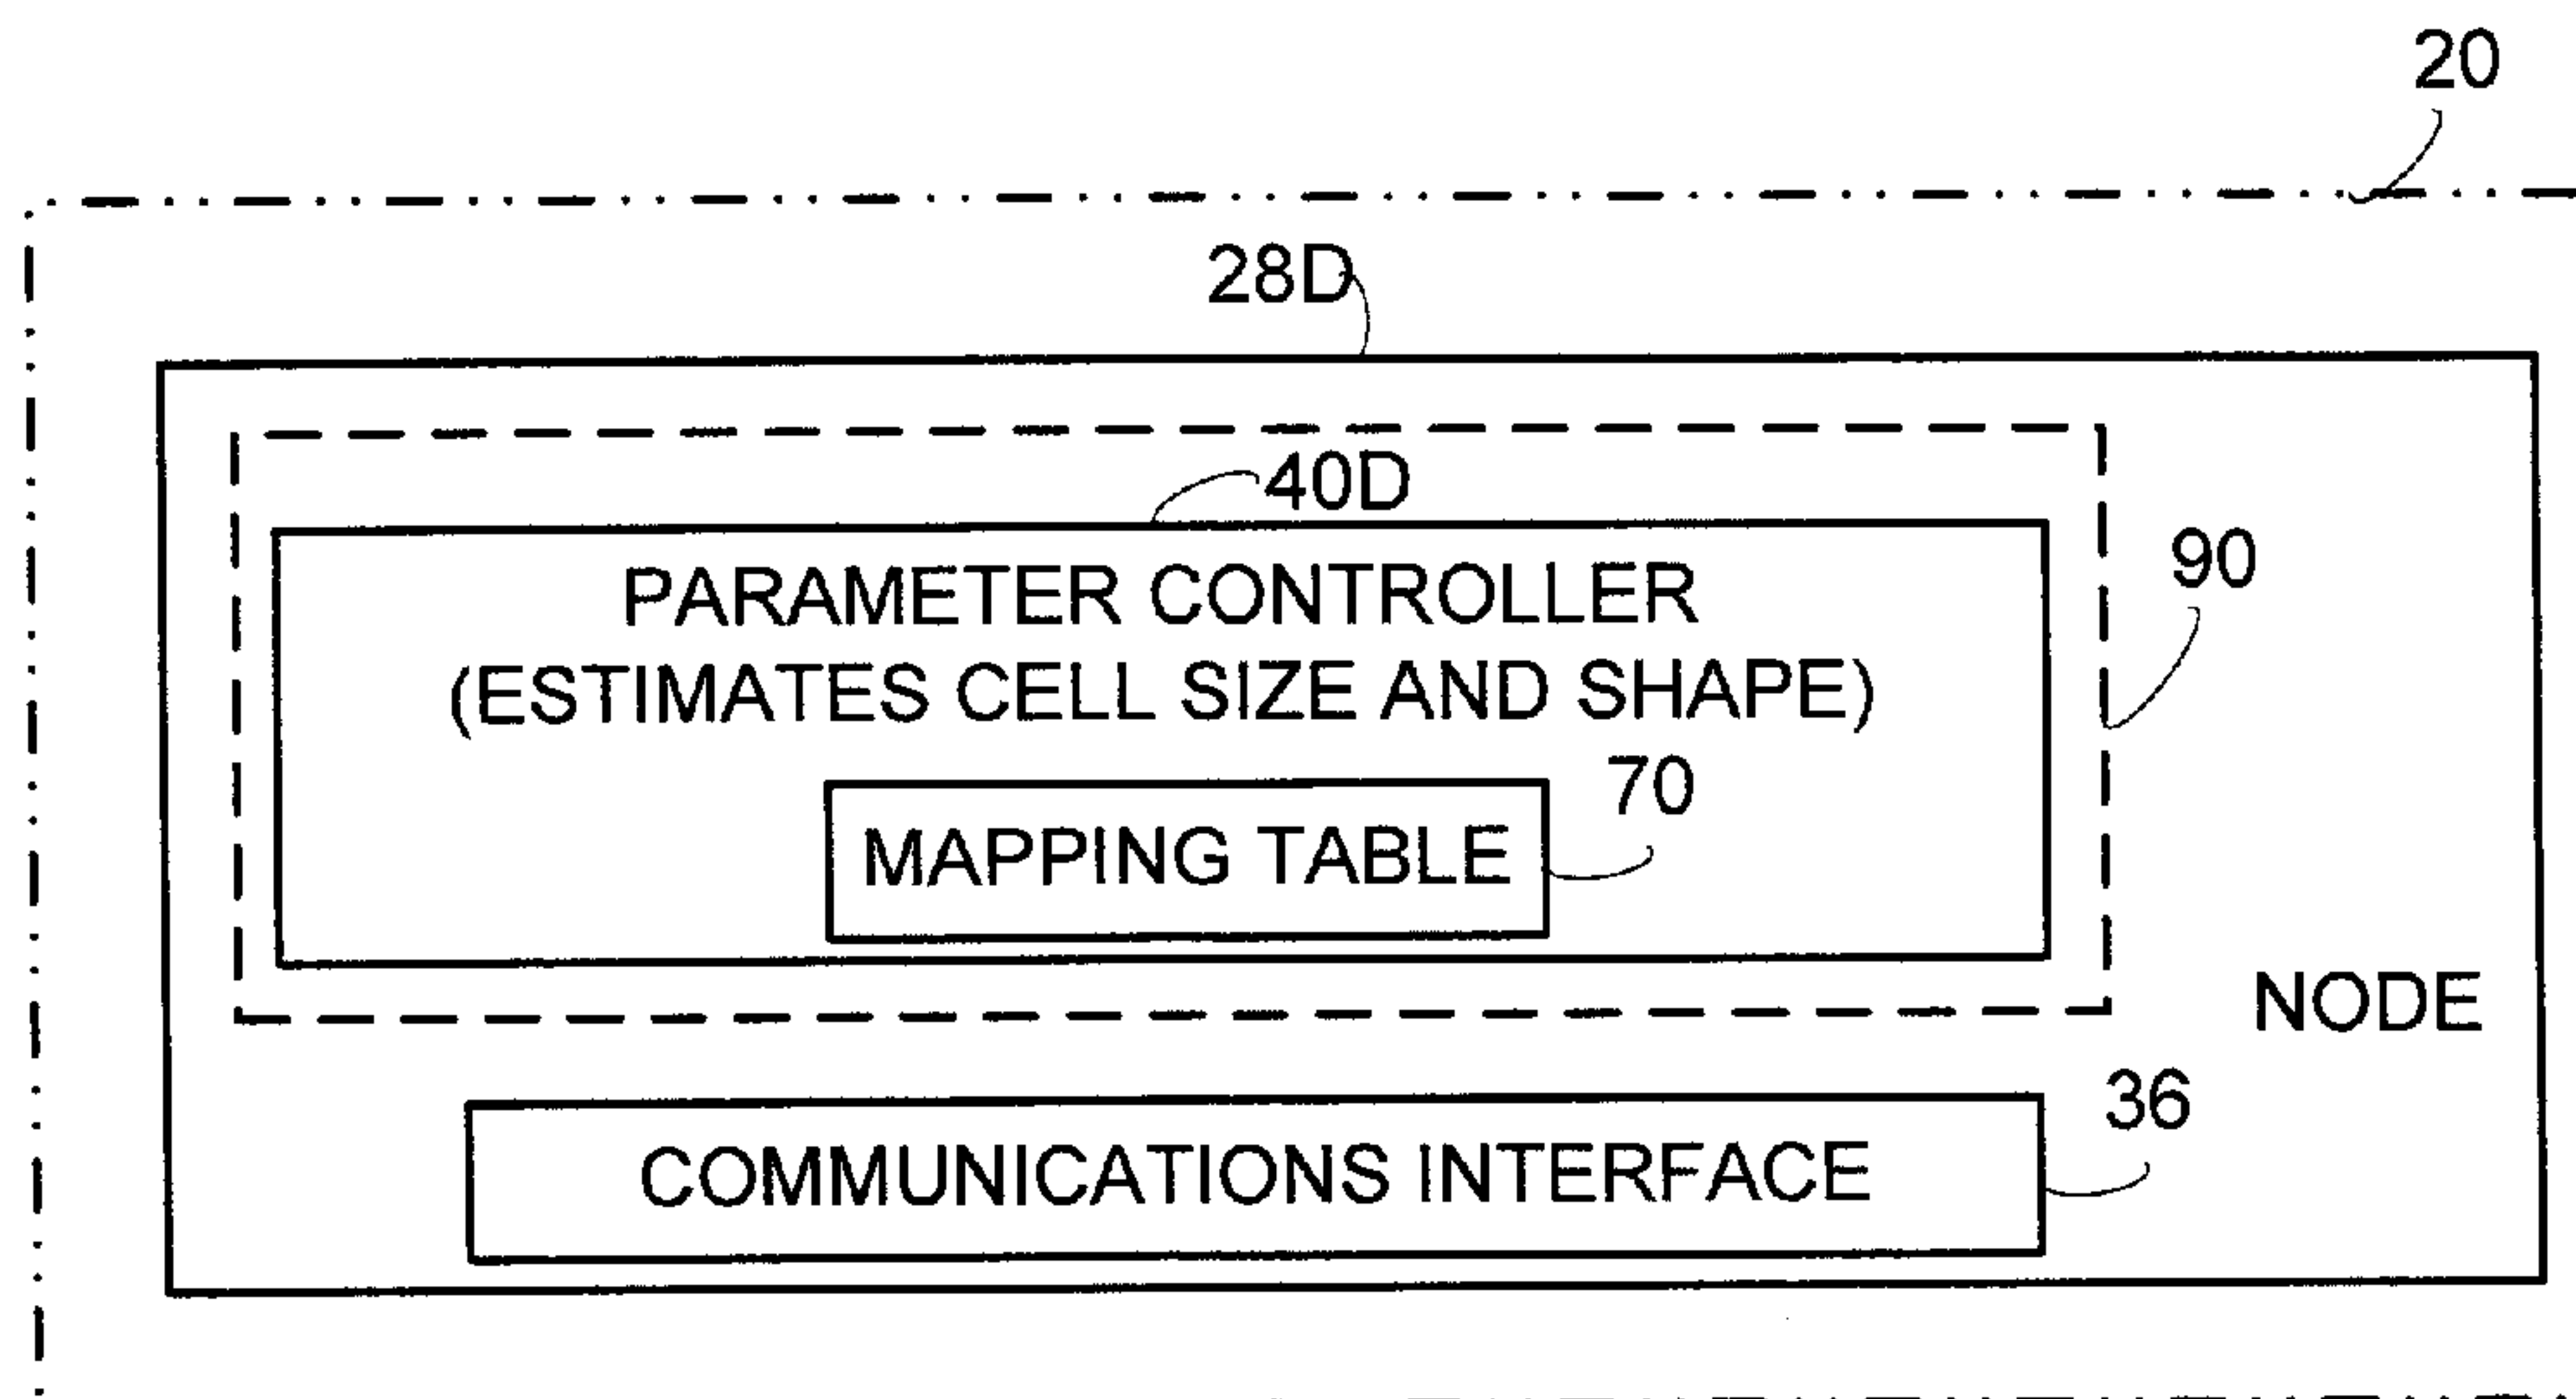 20
28D
40D
PARAMETER CONTROLLER
(ESTIMATES CELL SIZE AND SHAPE)
90
70
MAPPING TABLE
NODE
36
COMMUNICATIONS INTERFACE